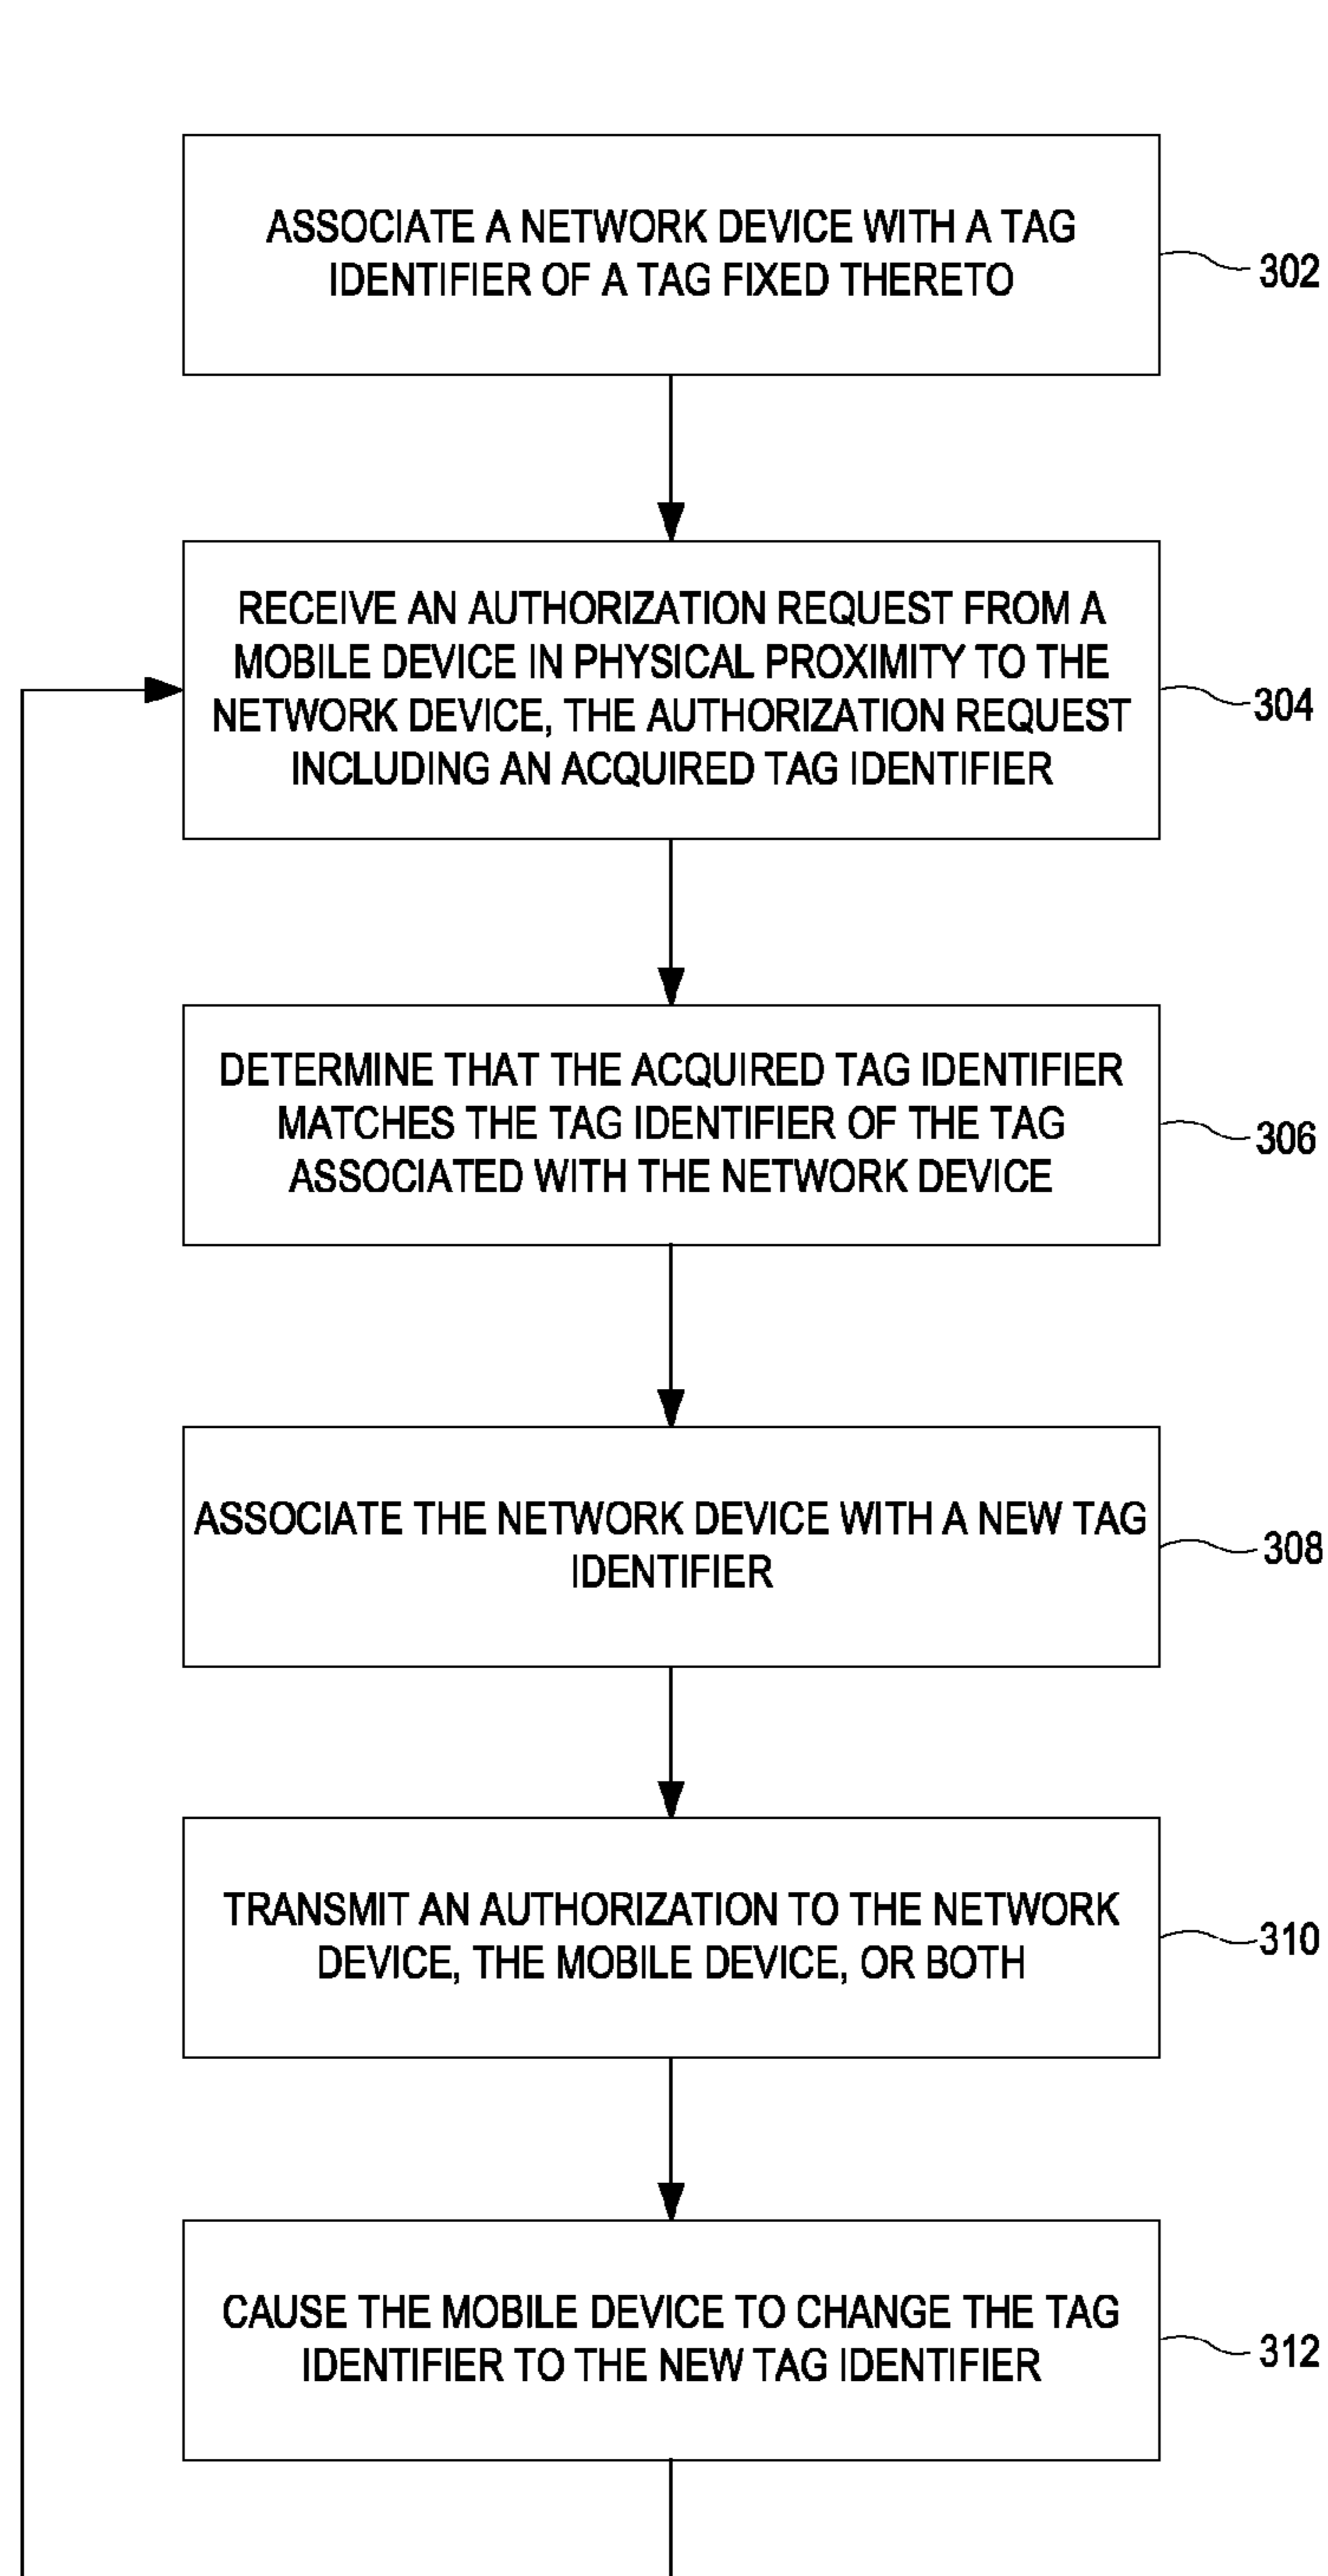 ASSOCIATE A NETWORK DEVICE WITH A TAG
IDENTIFIER OF A TAG FIXED THERETO
302
RECEIVE AN AUTHORIZATION REQUEST FROM A
MOBILE DEVICE IN PHYSICAL PROXIMITY TO THE
NETWORK DEVICE, THE AUTHORIZATION REQUEST
INCLUDING AN ACQUIRED TAG IDENTIFIER
304
DETERMINE THAT THE ACQUIRED TAG IDENTIFIER
MATCHES THE TAG IDENTIFIER OF THE TAG
ASSOCIATED WITH THE NETWORK DEVICE
306
ASSOCIATE THE NETWORK DEVICE WITH A NEW TAG
IDENTIFIER
308
TRANSMIT AN AUTHORIZATION TO THE NETWORK
DEVICE, THE MOBILE DEVICE, OR BOTH
310
CAUSE THE MOBILE DEVICE TO CHANGE THE TAG
IDENTIFIER TO THE NEW TAG IDENTIFIER
312